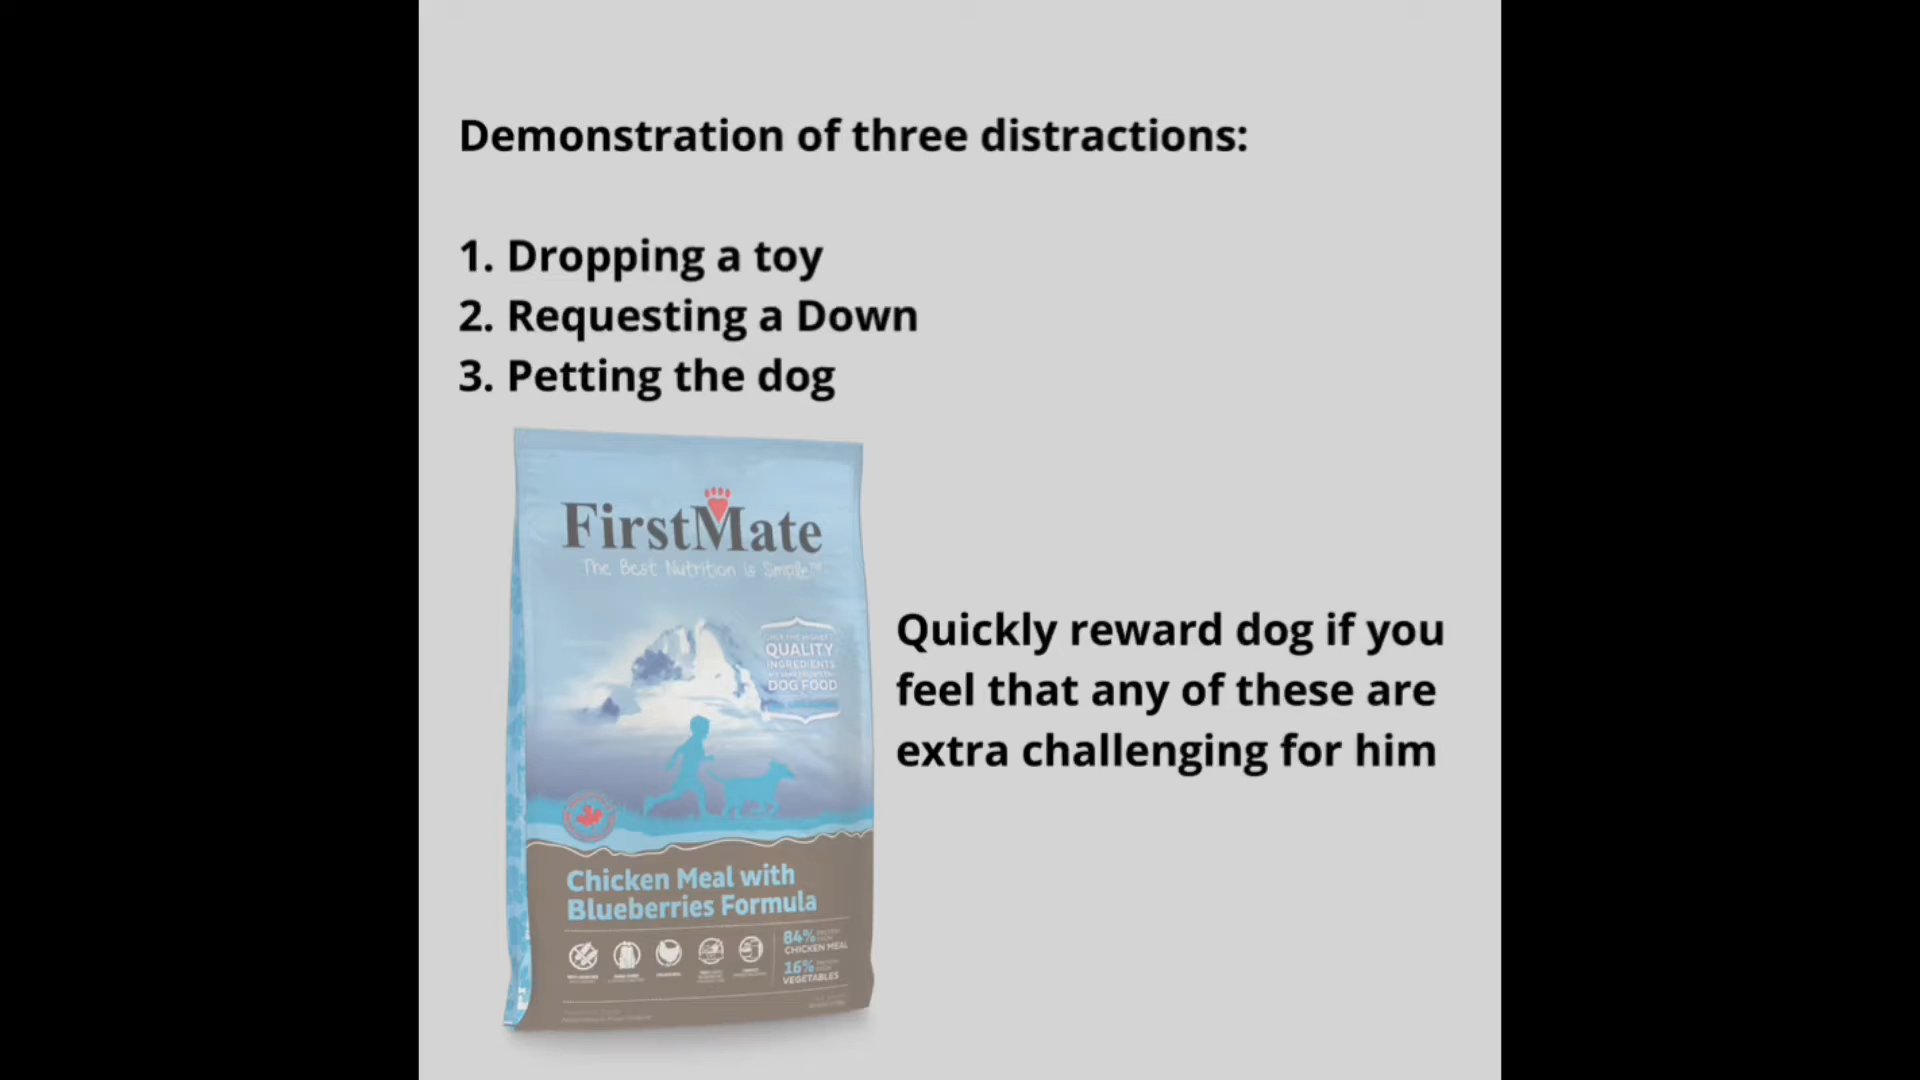 Demonstration of three distractions:
1. Dropping a toy
2. Requesting a Down
3. Petting the dog
FirstMate
The Best Nutrition is Simple™
QUALITY
INGREDIENTS
DOG FOOD
Quickly reward dog if you
feel that any of these are
extra challenging for him
Chicken Meal with
Blueberries Formula
84%
CHICKEN MEAL
16%
VEGETABLES